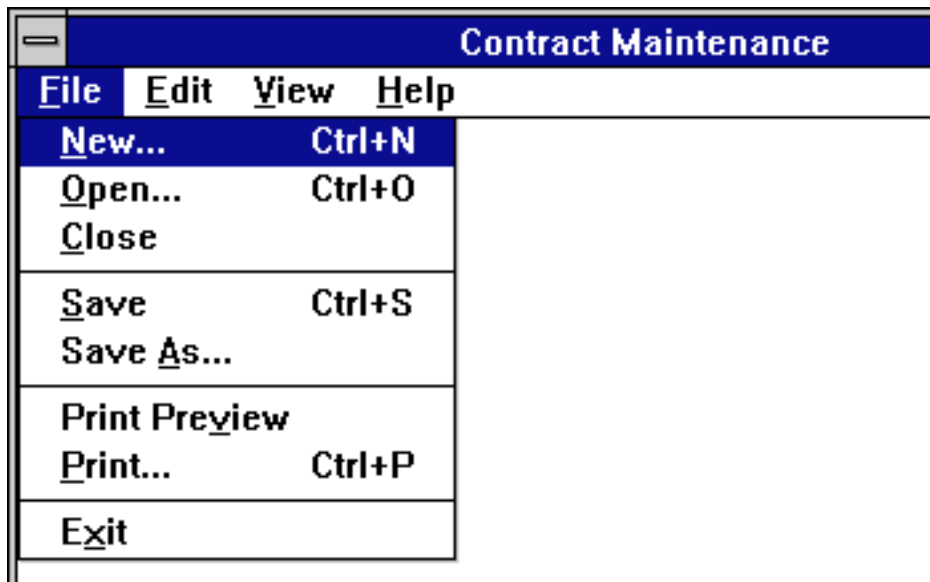 Contract Maintenance
File Edit View Help
New... Ctrl+N
Open... Ctrl+O
Close
Save Ctrl+S
Save As...
Print Preview
Print... Ctrl+P
Exit